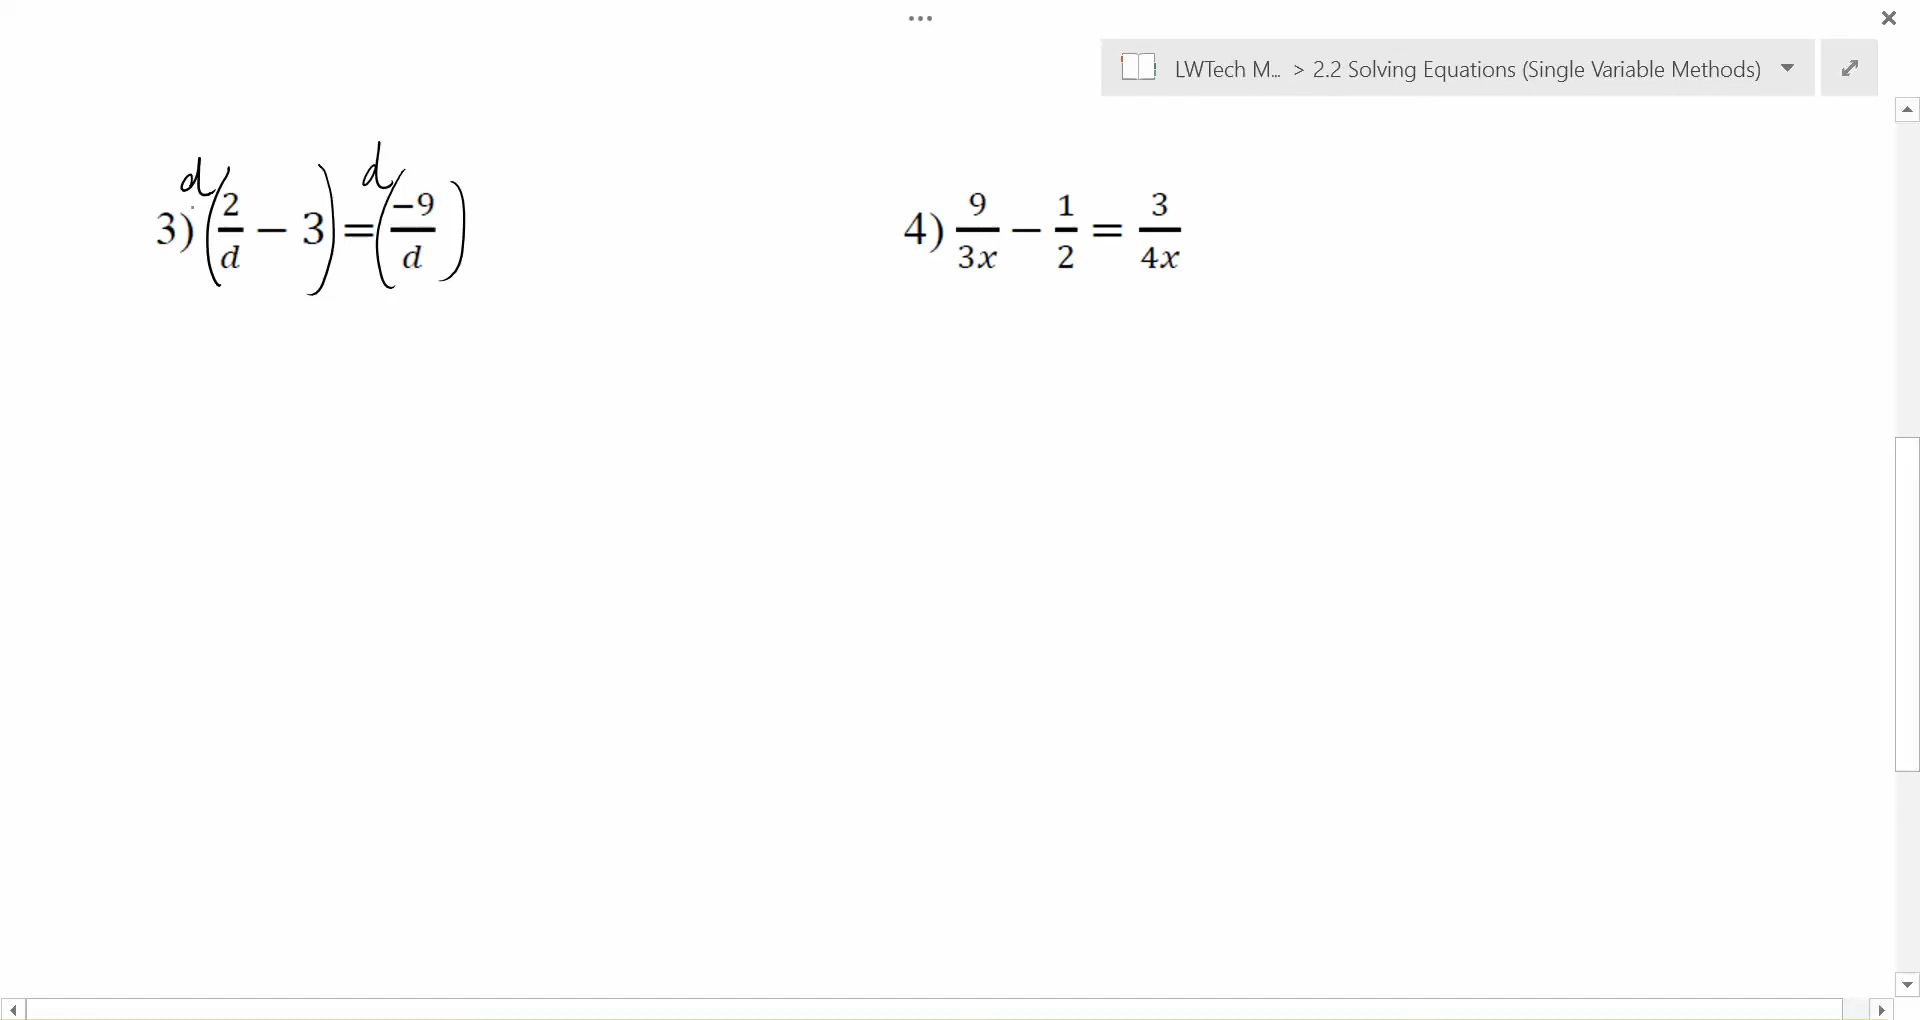 ...
LWTech M... > 2.2 Solving Equations (Single Variable Methods)
3) d(2/d − 3) = d(−9/d)
4) 9/3x − 1/2 = 3/4x